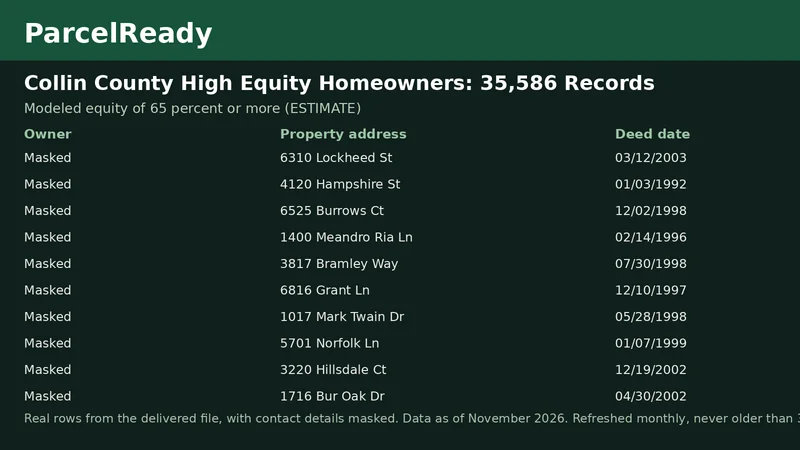 ParcelReady
Collin County High Equity Homeowners: 35,586 Records
Modeled equity of 65 percent or more (ESTIMATE)
Owner Property address Deed date
Masked 6310 Lockheed St 03/12/2003
Masked 4120 Hampshire St 01/03/1992
Masked 6525 Burrows Ct 12/02/1998
Masked 1400 Meandro Ria Ln 02/14/1996
Masked 3817 Bramley Way 07/30/1998
Masked 6816 Grant Ln 12/10/1997
Masked 1017 Mark Twain Dr 05/28/1998
Masked 5701 Norfolk Ln 01/07/1999
Masked 3220 Hillsdale Ct 12/19/2002
Masked 1716 Bur Oak Dr 04/30/2002
Real rows from the delivered file, with contact details masked. Data as of November 2026. Refreshed monthly, never older than